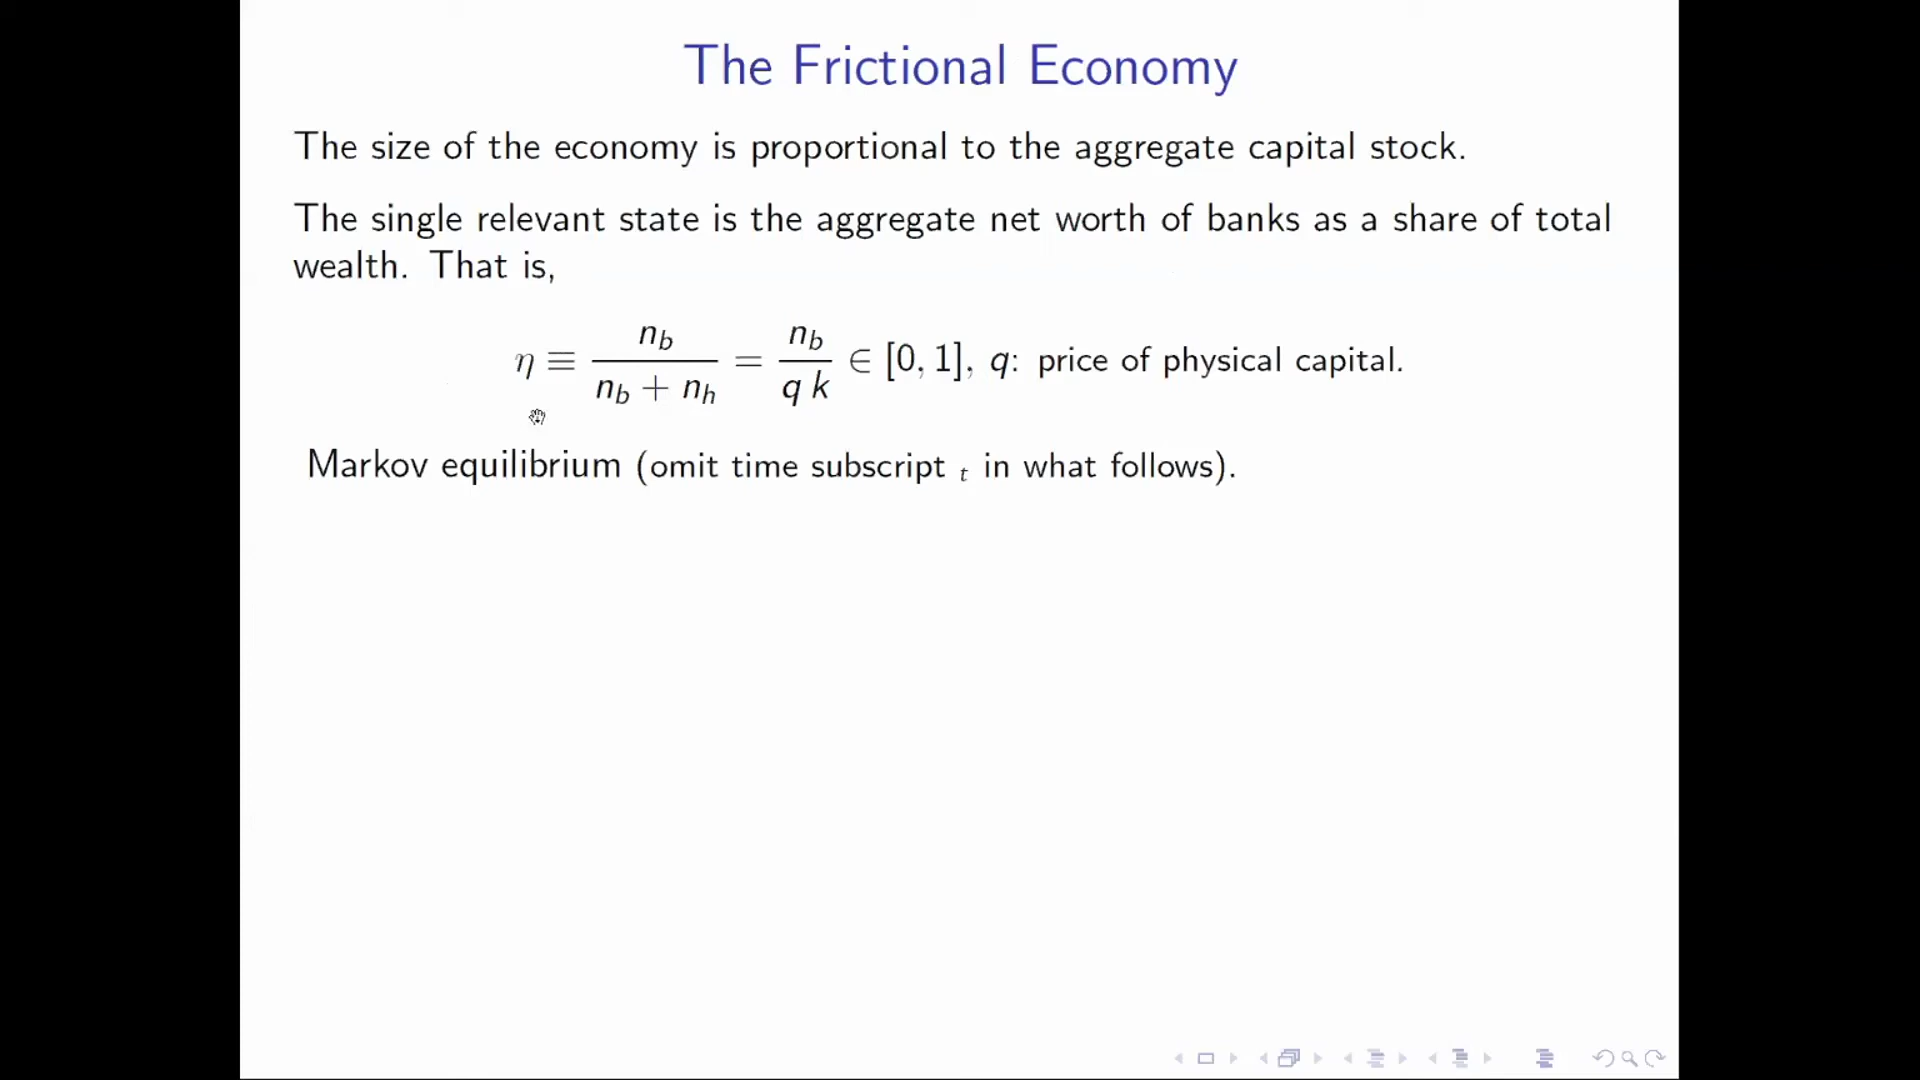 The Frictional Economy
The size of the economy is proportional to the aggregate capital stock.
The single relevant state is the aggregate net worth of banks as a share of total
wealth. That is,
η ≡ n_b / (n_b + n_h) = n_b / (q k) ∈ [0, 1], q: price of physical capital.
Markov equilibrium (omit time subscript _t in what follows).